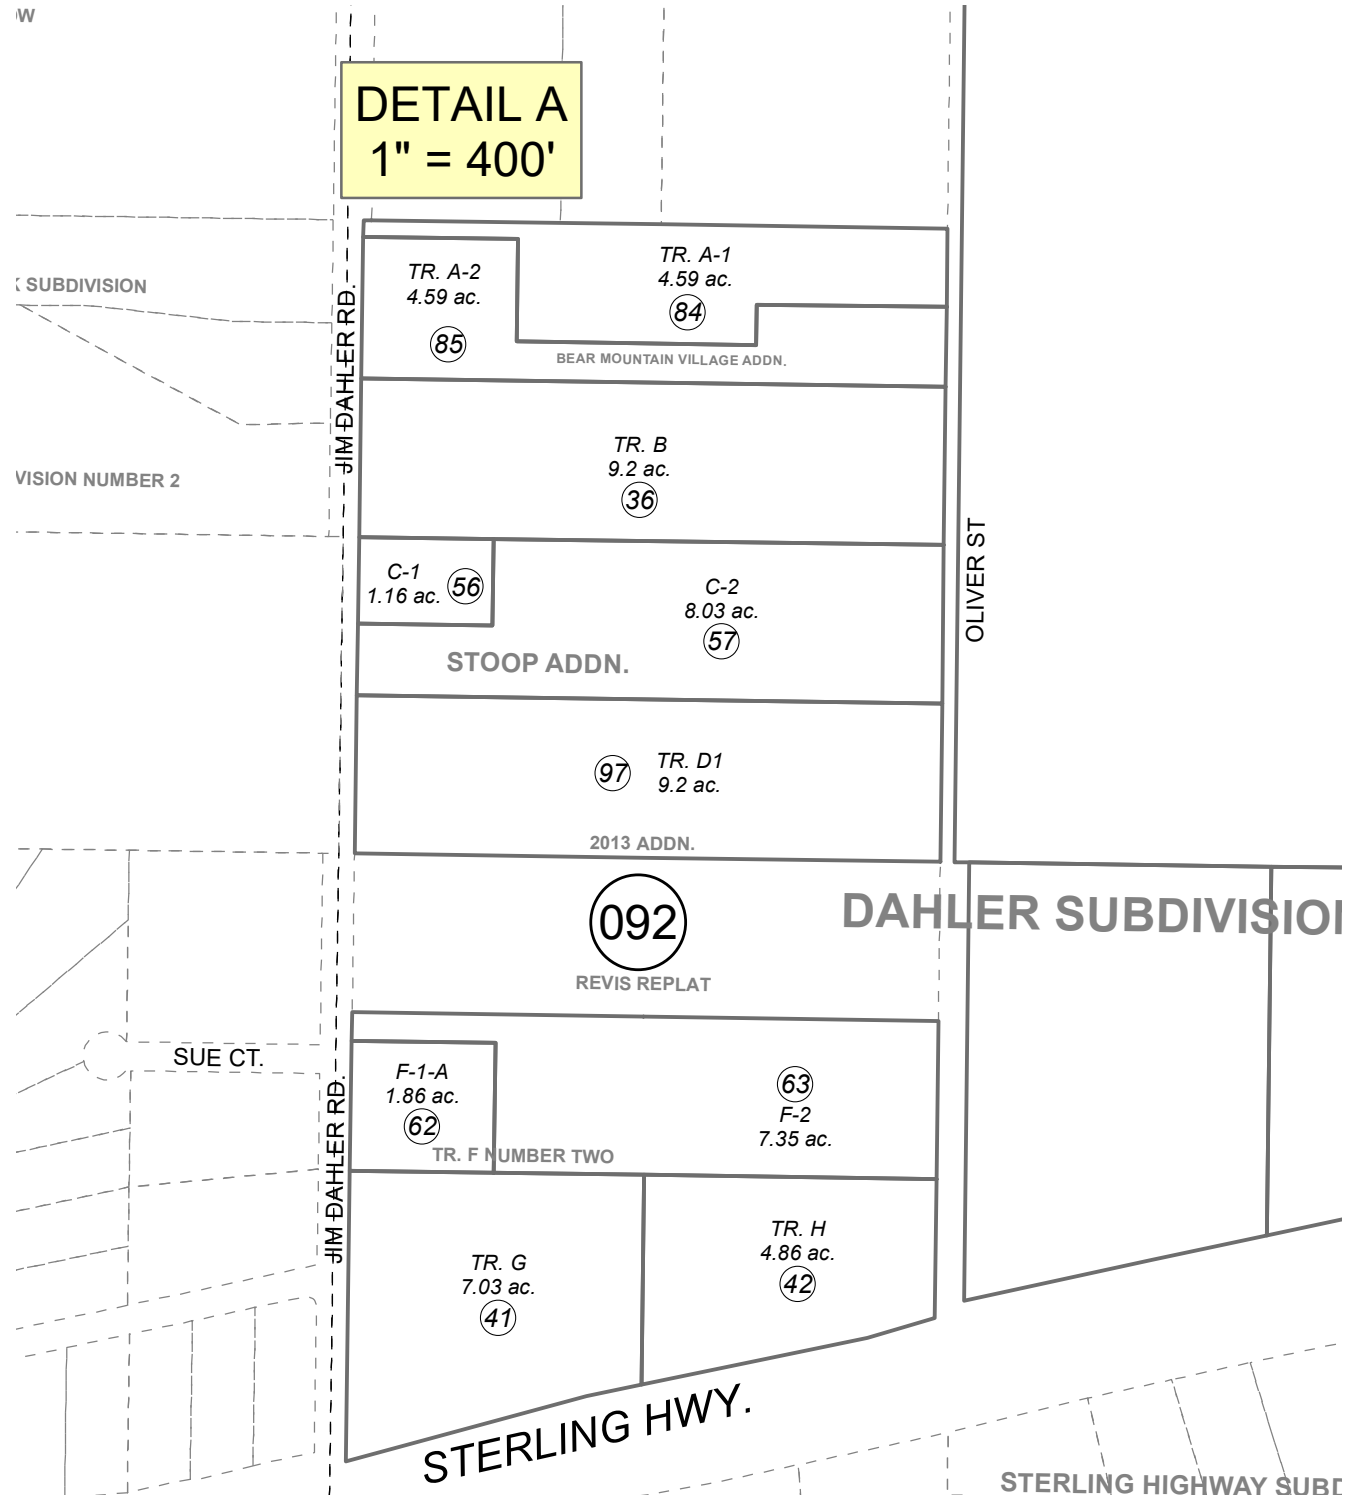 OW
DETAIL A
1" = 400'
TR. A-1
4.59 ac.
84
TR. A-2
4.59 ac.
85
K SUBDIVISION
JIM DAHLER RD.
BEAR MOUNTAIN VILLAGE ADDN.
TR. B
9.2 ac.
36
VISION NUMBER 2
OLIVER ST
C-1
1.16 ac.
56
C-2
8.03 ac.
57
STOOP ADDN.
97
TR. D1
9.2 ac.
2013 ADDN.
092
DAHLER SUBDIVISION
REVIS REPLAT
SUE CT.
F-1-A
1.86 ac.
62
63
F-2
7.35 ac.
JIM DAHLER RD.
TR. F NUMBER TWO
TR. G
7.03 ac.
41
TR. H
4.86 ac.
42
STERLING HWY.
STERLING HIGHWAY SUBD